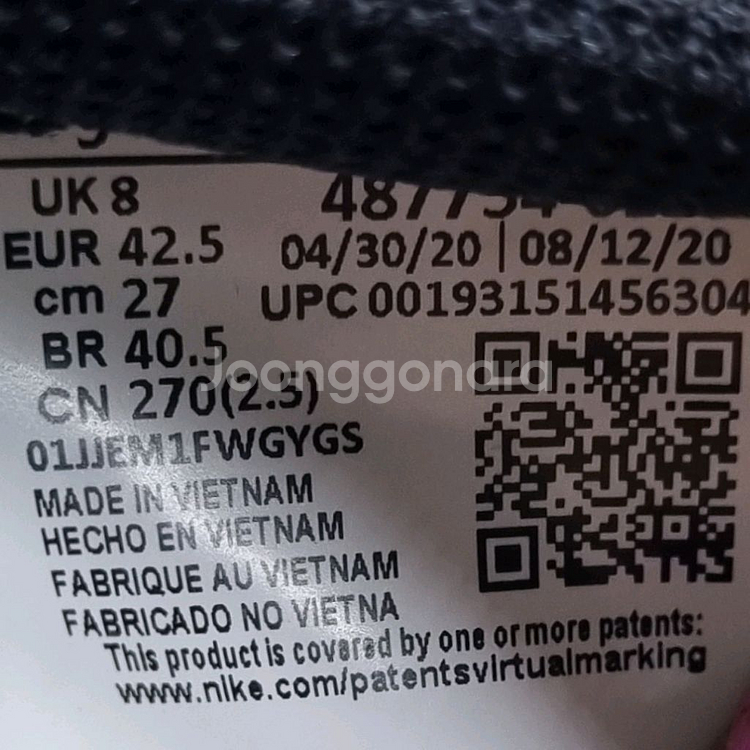 UK 8
EUR 42.5 04/30/20 | 08/12/20
cm 27 UPC 00193151456304
BR 40.5
Joonggonara
CN 270(2.5)
01JJEM1FWGYGS
MADE IN VIETNAM
HECHO EN VIETNAM
FABRIQUE AU VIETNAM
FABRICADO NO VIETNA
This product is covered by one or more patents:
www.nike.com/patentsvirtualmarking